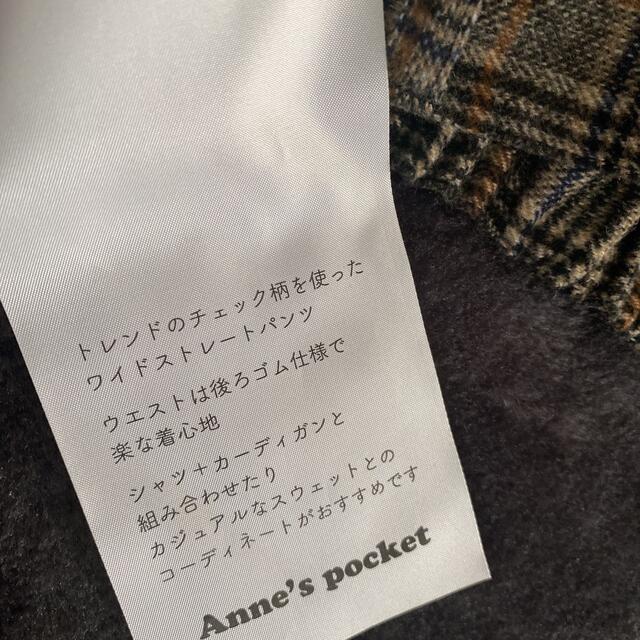 トレンドのチェック柄を使った
ワイドストレートパンツ
ウエストは後ろゴム仕様で
楽な着心地
シャツ+カーディガンと
組み合わせたり
カジュアルなスウェットとの
コーディネートがおすすめです
Anne's pocket